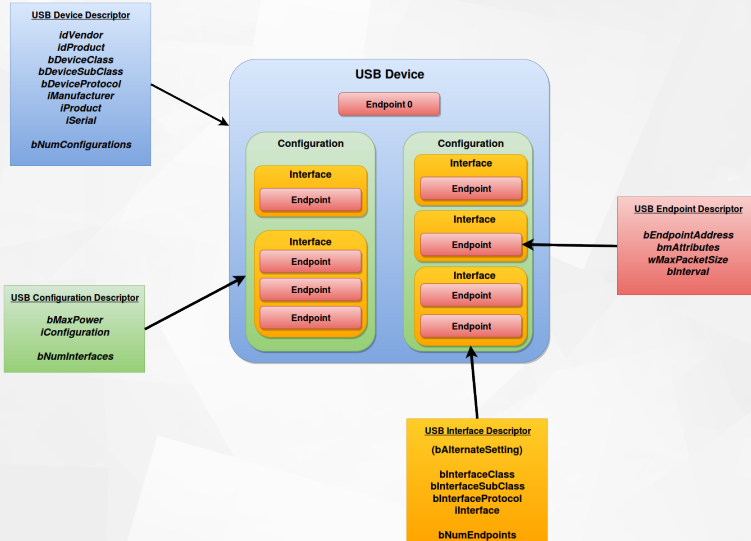 USB Device Descriptor
idVendor
idProduct
bDeviceClass
bDeviceSubClass
bDeviceProtocol
iManufacturer
iProduct
iSerial
bNumConfigurations
USB Device
Endpoint 0
Configuration
Interface
Endpoint
Interface
Endpoint
Endpoint
Endpoint
Configuration
Interface
Endpoint
Interface
Endpoint
Interface
Endpoint
Endpoint
USB Endpoint Descriptor
bEndpointAddress
bmAttributes
wMaxPacketSize
bInterval
USB Configuration Descriptor
bMaxPower
iConfiguration
bNumInterfaces
USB Interface Descriptor
(bAlternateSetting)
bInterfaceClass
bInterfaceSubClass
bInterfaceProtocol
iInterface
bNumEndpoints